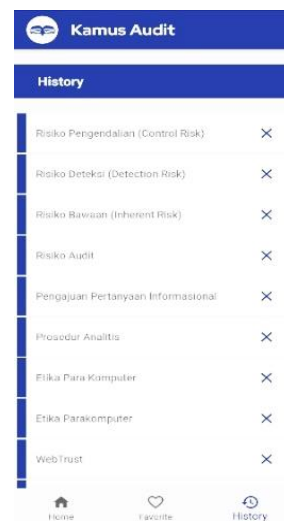 Kamus Audit
History
Risiko Pengendalian (Control Risk)
Risiko Deteksi (Detection Risk)
Risiko Bawaan (Inherent Risk)
Risiko Audit
Pengajuan Pertanyaan Informasional
Prosedur Analitis
Etika Para Komputer
Etika Parakomputer
WebTrust
Home Favorite History